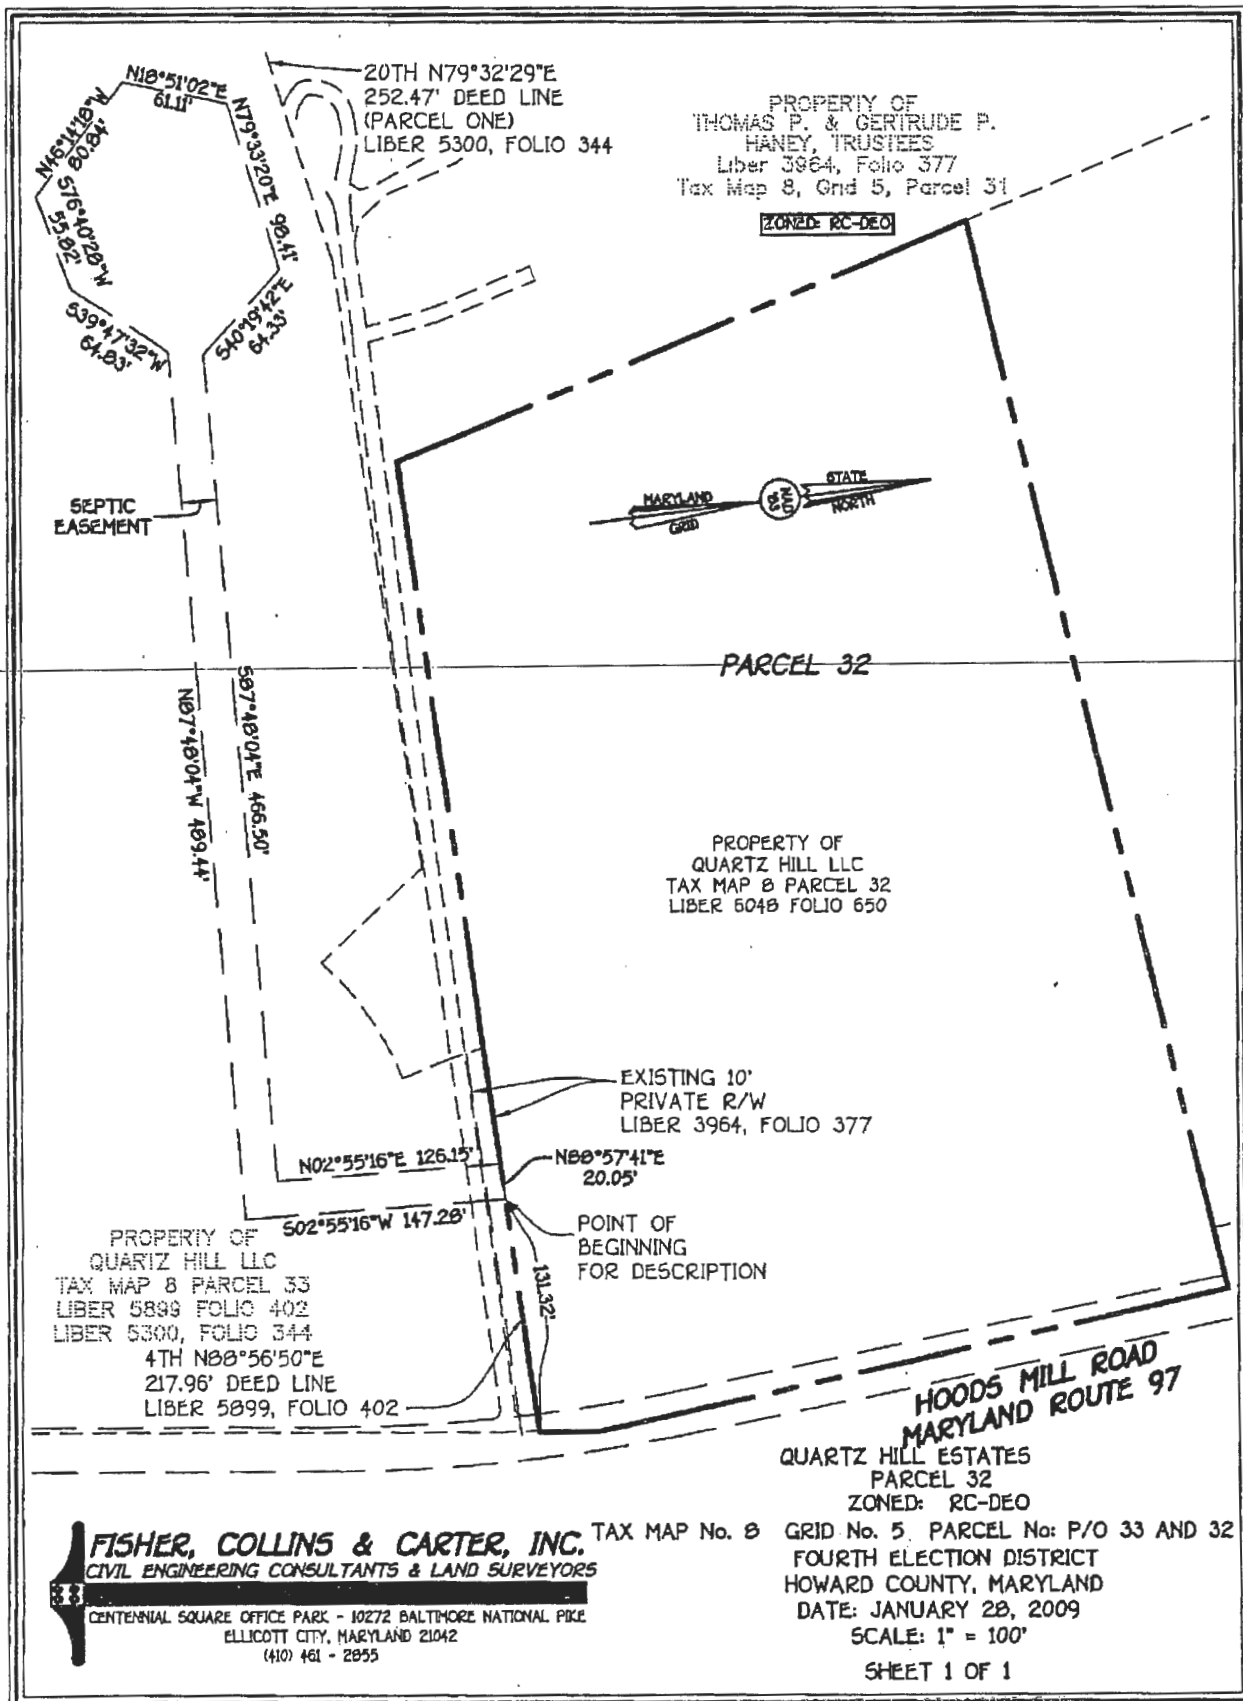 N18°51'02"E
61.11'
N46°14'18"W
80.84'
N79°33'20"E 98.41'
S76°40'28"W
55.82'
S39°47'32"W
64.83'
S40°19'42"E
64.33'
20TH N79°32'29"E
252.47' DEED LINE
(PARCEL ONE)
LIBER 5300, FOLIO 344
PROPERTY OF
THOMAS P. & GERTRUDE P.
HANEY, TRUSTEES
Liber 3964, Folio 377
Tax Map 8, Grid 5, Parcel 31
ZONED: RC-DEO
SEPTIC
EASEMENT
MARYLAND
GRID
NAD
'83
STATE
NORTH
PARCEL 32
S87°48'04"E 466.50'
N87°48'04"W 489.44'
PROPERTY OF
QUARTZ HILL LLC
TAX MAP 8 PARCEL 32
LIBER 6048 FOLIO 650
EXISTING 10'
PRIVATE R/W
LIBER 3964, FOLIO 377
N02°55'16"E 126.15'
N88°57'41"E
20.05'
S02°55'16"W 147.28'
POINT OF
BEGINNING
FOR DESCRIPTION
131.32'
PROPERTY OF
QUARTZ HILL LLC
TAX MAP 8 PARCEL 33
LIBER 5899 FOLIO 402
LIBER 5300, FOLIO 344
4TH N88°56'50"E
217.96' DEED LINE
LIBER 5899, FOLIO 402
HOODS MILL ROAD
MARYLAND ROUTE 97
QUARTZ HILL ESTATES
PARCEL 32
ZONED: RC-DEO
TAX MAP No. 8 GRID No. 5 PARCEL No: P/O 33 AND 32
FOURTH ELECTION DISTRICT
HOWARD COUNTY, MARYLAND
DATE: JANUARY 28, 2009
SCALE: 1" = 100'
SHEET 1 OF 1
FISHER, COLLINS & CARTER, INC.
CIVIL ENGINEERING CONSULTANTS & LAND SURVEYORS
CENTENNIAL SQUARE OFFICE PARK - 10272 BALTIMORE NATIONAL PIKE
ELLICOTT CITY, MARYLAND 21042
(410) 461 - 2855